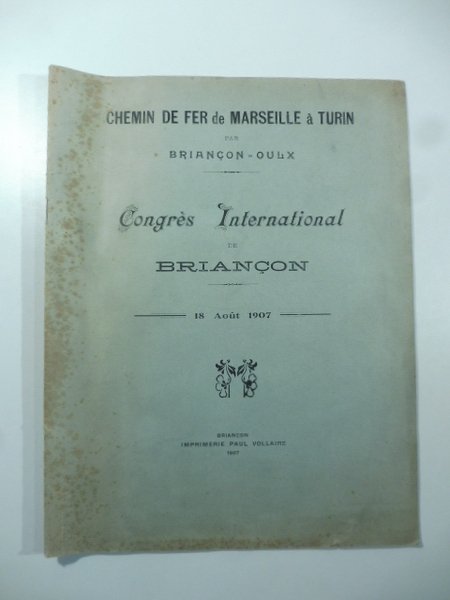 CHEMIN DE FER de MARSEILLE à TURIN
PAR
BRIANÇON-OULX
Congrès International
DE
BRIANÇON
18 Août 1907
BRIANÇON
IMPRIMERIE PAUL VOLLAIRE
1907